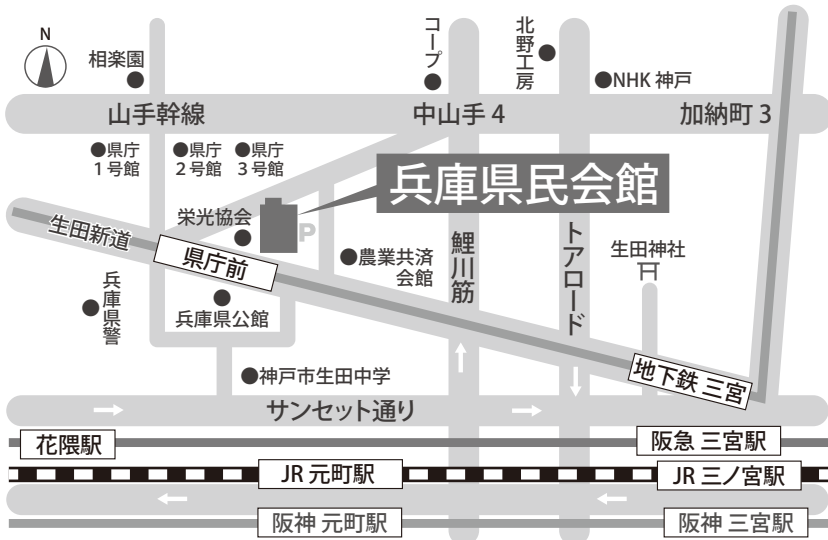 N
相楽園
コープ
北野工房
NHK 神戸
山手幹線
中山手 4
加納町 3
県庁
1 号館
県庁
2 号館
県庁
3 号館
兵庫県民会館
栄光協会
P
生田新道
県庁前
農業共済
会館
鯉川筋
トアロード
生田神社
兵庫県警
兵庫県公館
神戸市生田中学
地下鉄 三宮
サンセット通り
花隈駅
阪急 三宮駅
JR 元町駅
JR 三ノ宮駅
阪神 元町駅
阪神 三宮駅